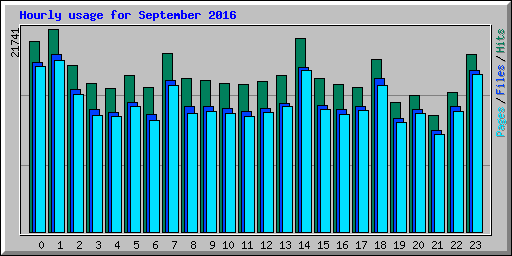 Hourly usage for September 2016
21741
Pages/Files/Hits
0 1 2 3 4 5 6 7 8 9 10 11 12 13 14 15 16 17 18 19 20 21 22 23